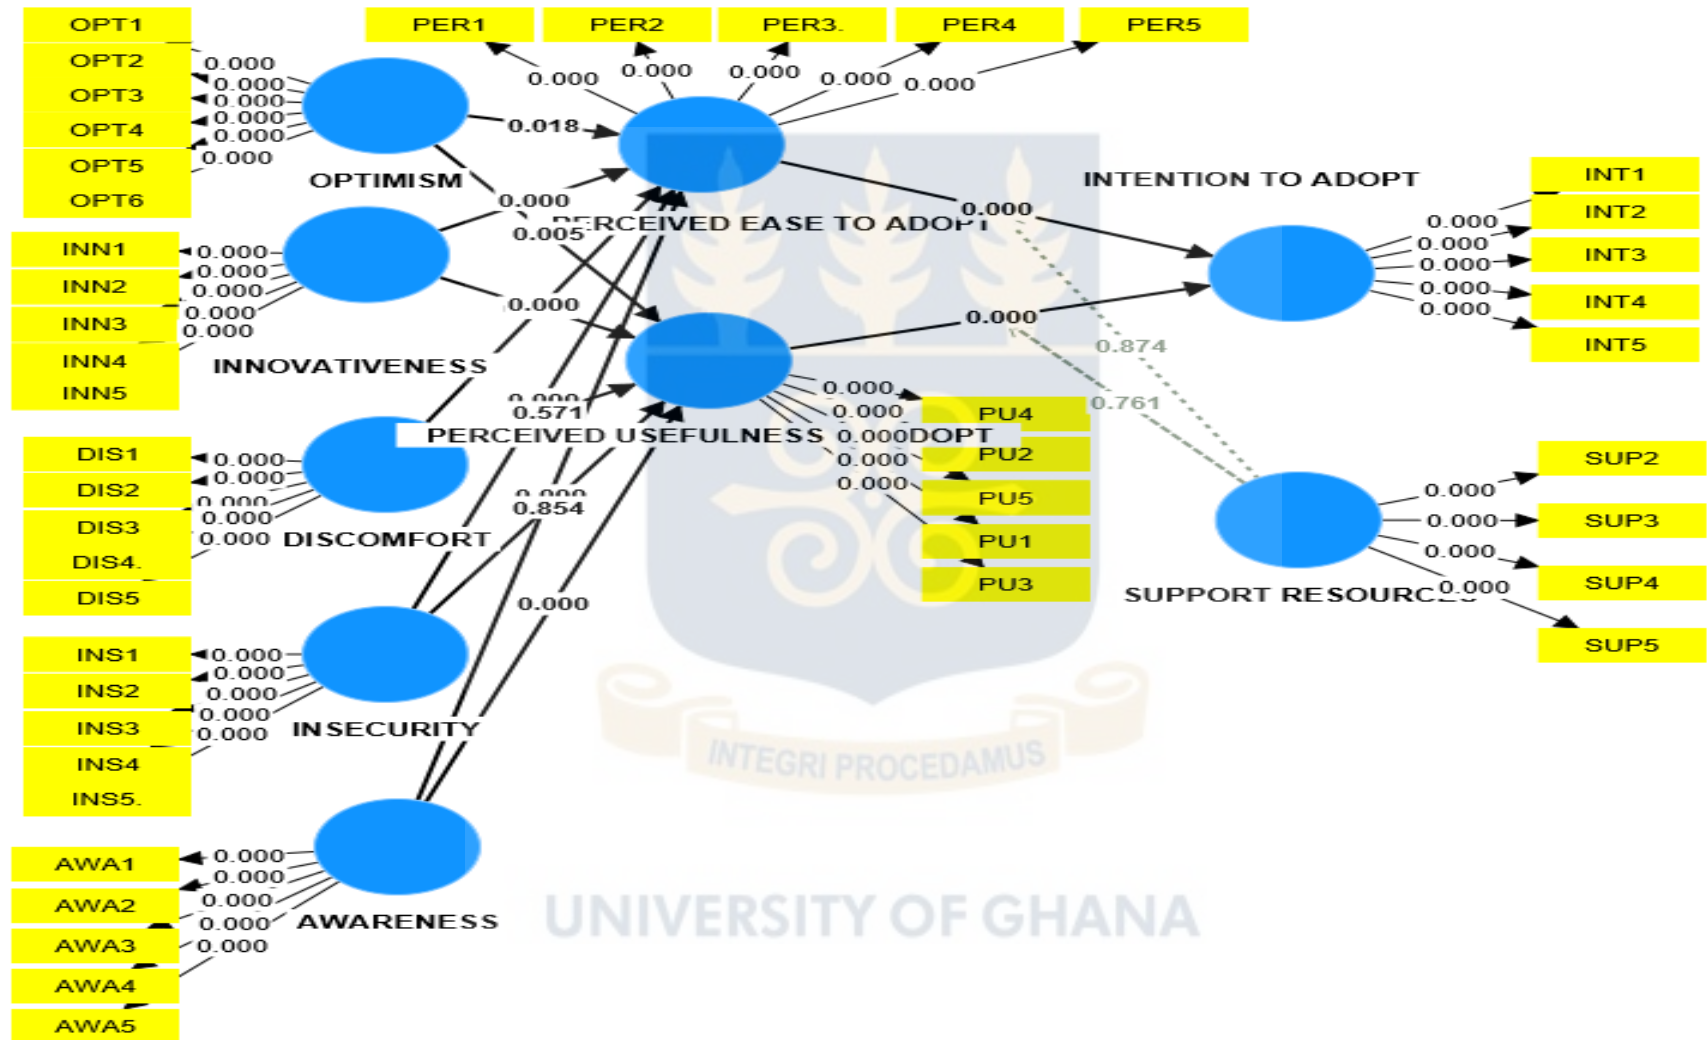 OPT1
OPT2
OPT3
OPT4
OPT5
OPT6
0.000
0.000
0.000
0.000
0.000
0.000
OPTIMISM
PER1
PER2
PER3.
PER4
PER5
0.000
0.000
0.000
0.000
0.000
0.018
0.000
0.005
PERCEIVED EASE TO ADOPT
0.000
INTENTION TO ADOPT
INT1
INT2
INT3
INT4
INT5
0.000
0.000
0.000
0.000
0.000
INN1
INN2
INN3
INN4
INN5
0.000
0.000
0.000
0.000
0.000
INNOVATIVENESS
0.000
0.000
0.874
0.761
0.571
PERCEIVED USEFULNESS
0.000
0.000
0.000
0.000
0.000
PU4
PU2
PU5
PU1
PU3
DIS1
DIS2
DIS3
DIS4.
DIS5
0.000
0.000
0.000
0.000
0.000
DISCOMFORT
0.854
0.000
SUP2
SUP3
SUP4
SUP5
0.000
0.000
0.000
0.000
SUPPORT RESOURCES
INS1
INS2
INS3
INS4
INS5.
0.000
0.000
0.000
0.000
0.000
INSECURITY
INTEGRI PROCEDAMUS
AWA1
AWA2
AWA3
AWA4
AWA5
0.000
0.000
0.000
0.000
0.000
AWARENESS
UNIVERSITY OF GHANA